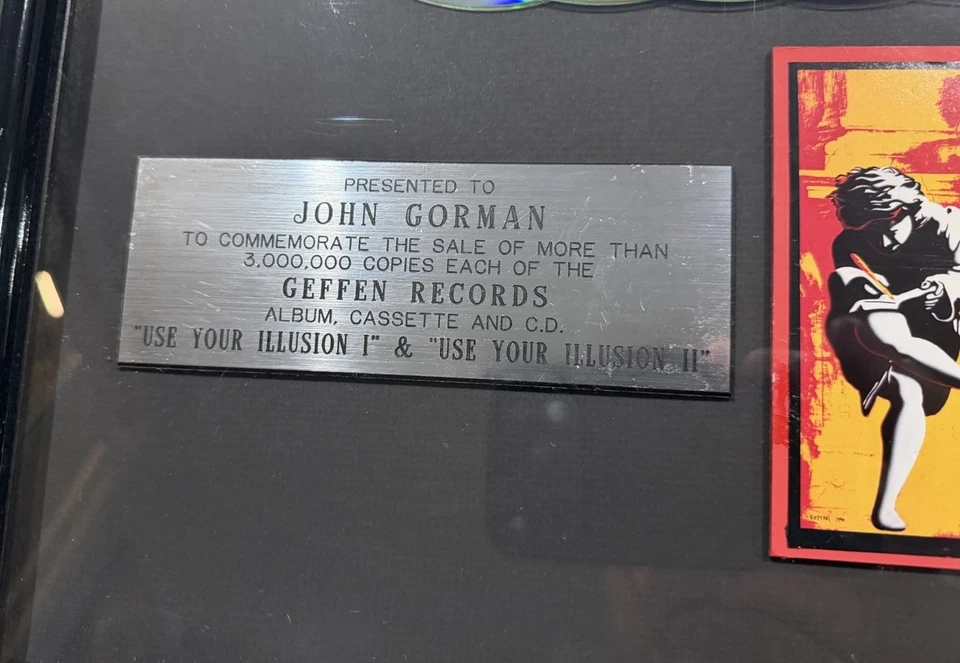 PRESENTED TO
JOHN GORMAN
TO COMMEMORATE THE SALE OF MORE THAN
3,000,000 COPIES EACH OF THE
GEFFEN RECORDS
ALBUM, CASSETTE AND C.D.
"USE YOUR ILLUSION I" & "USE YOUR ILLUSION II"